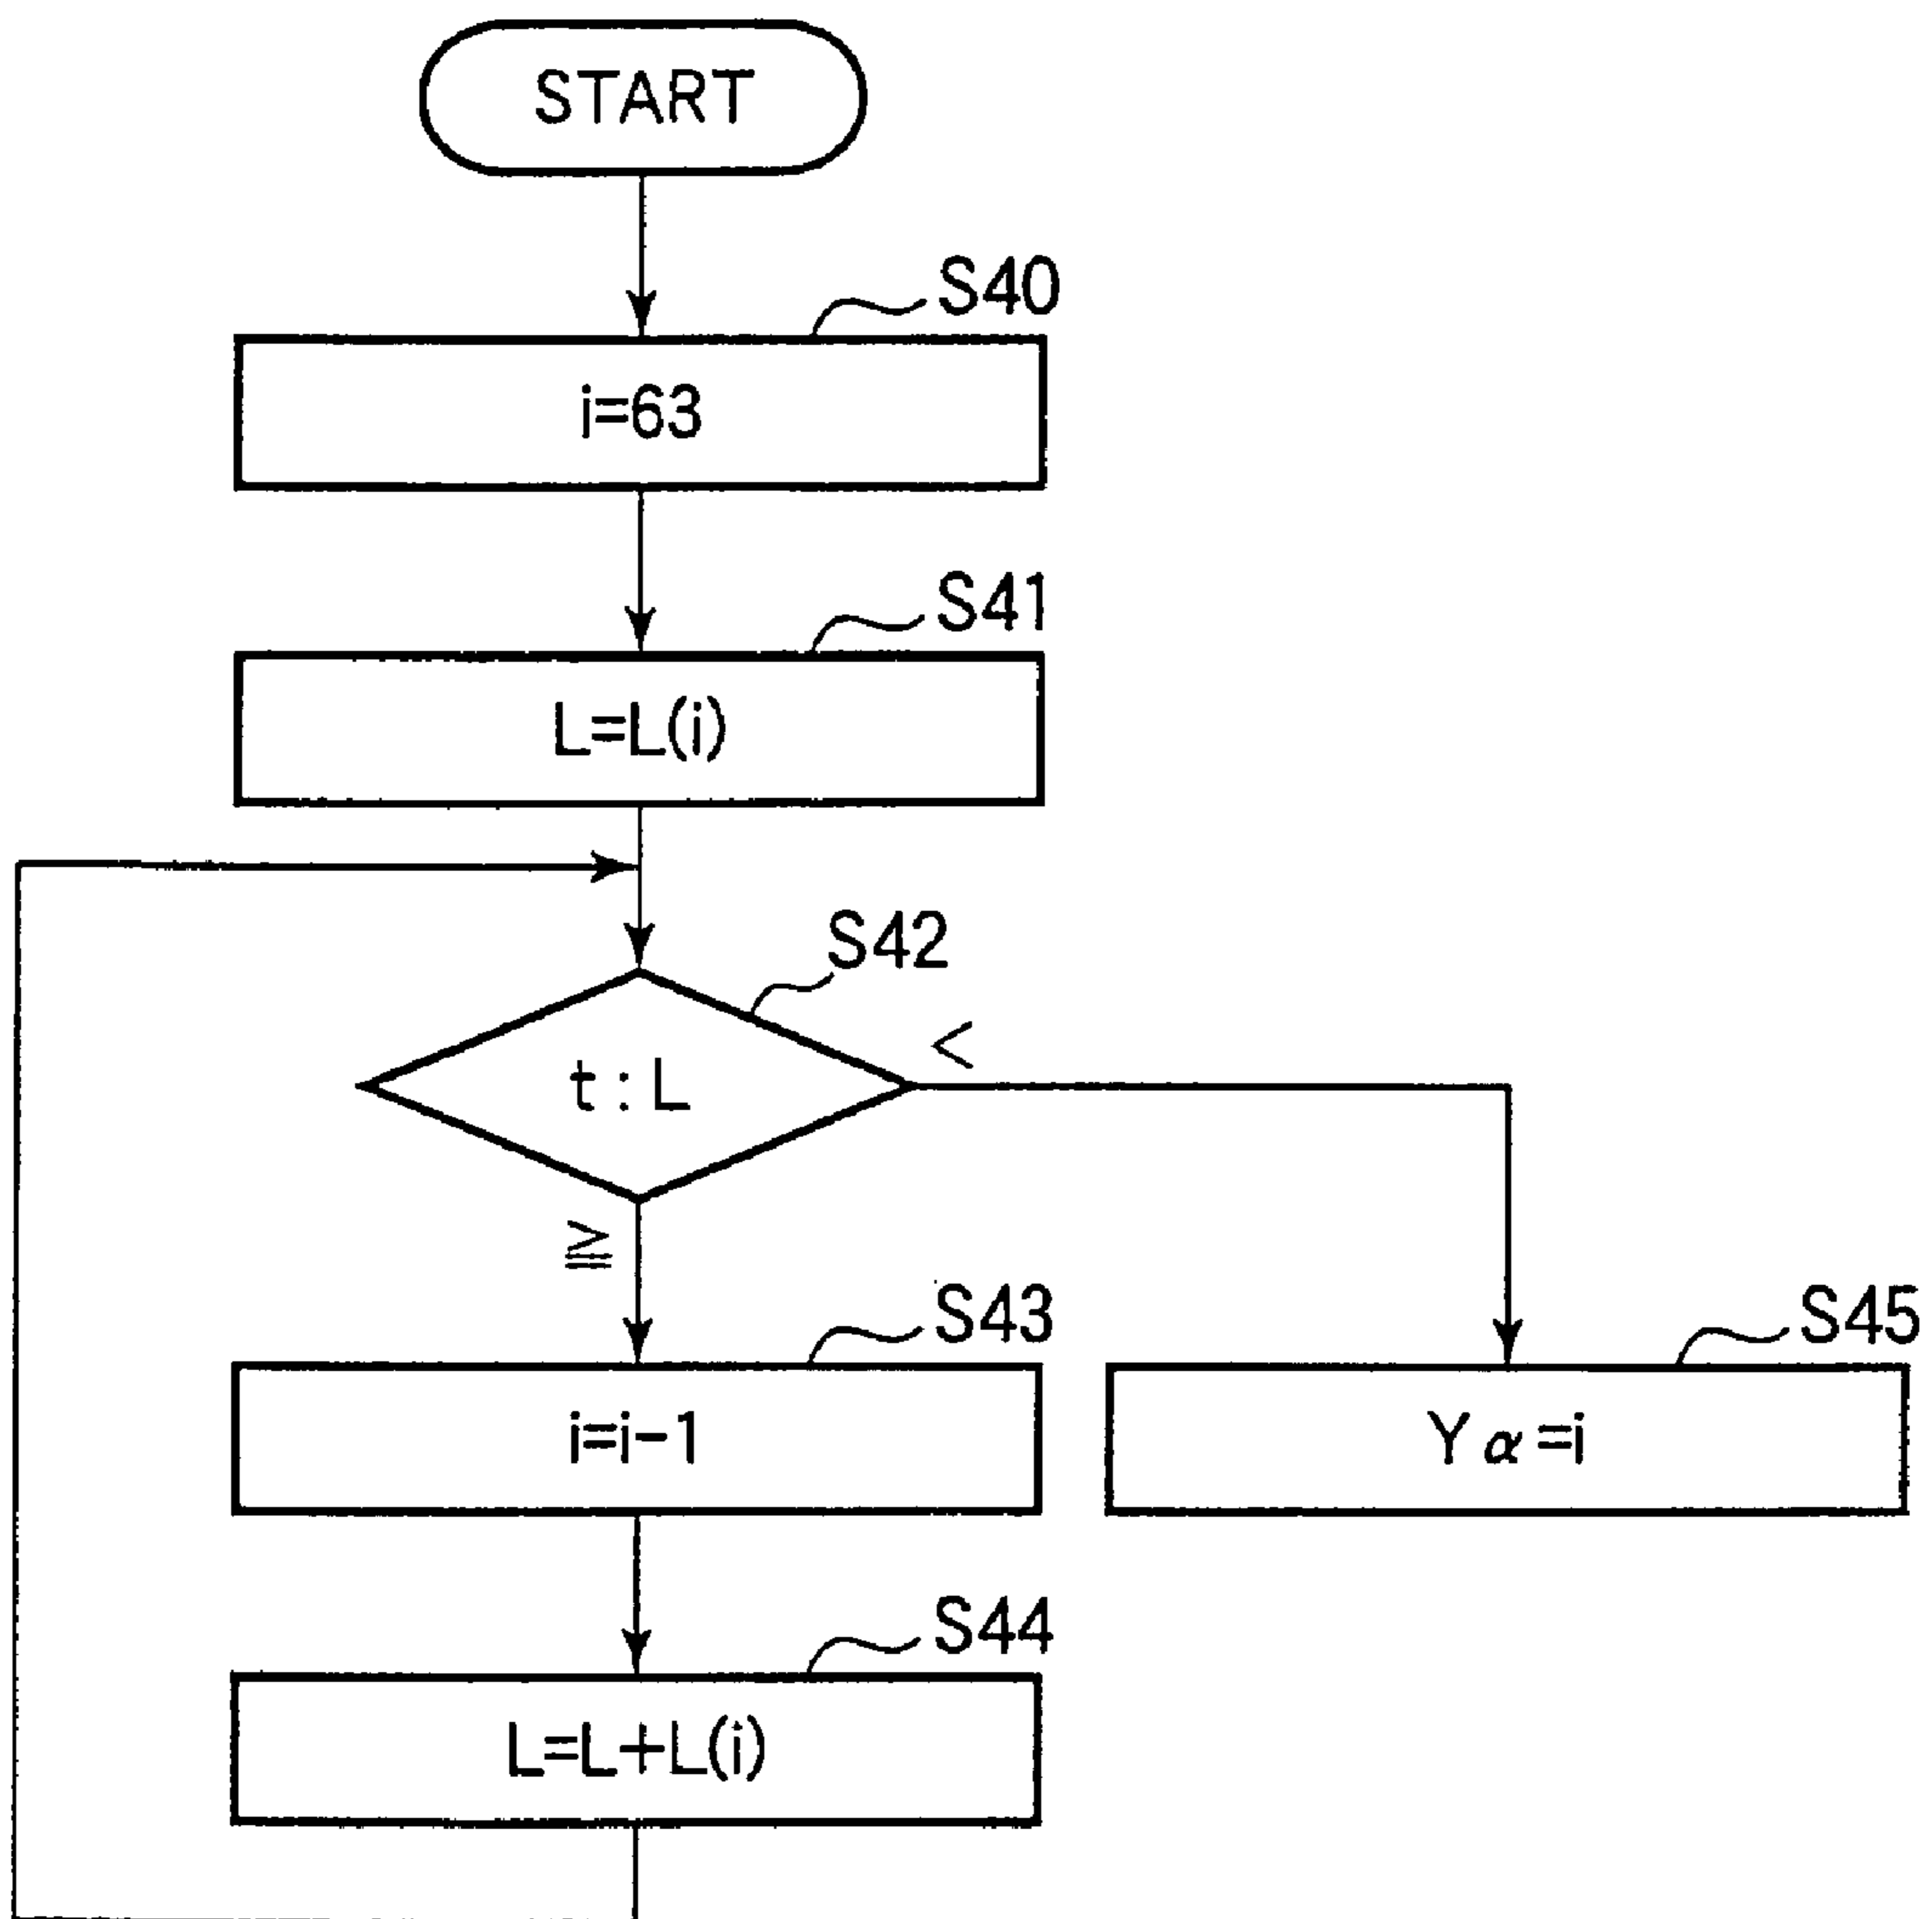 START
S40
i=63
S41
L=L(i)
S42
<
t : L
≧
S43
i=i-1
S45
Yα=i
S44
L=L+L(i)